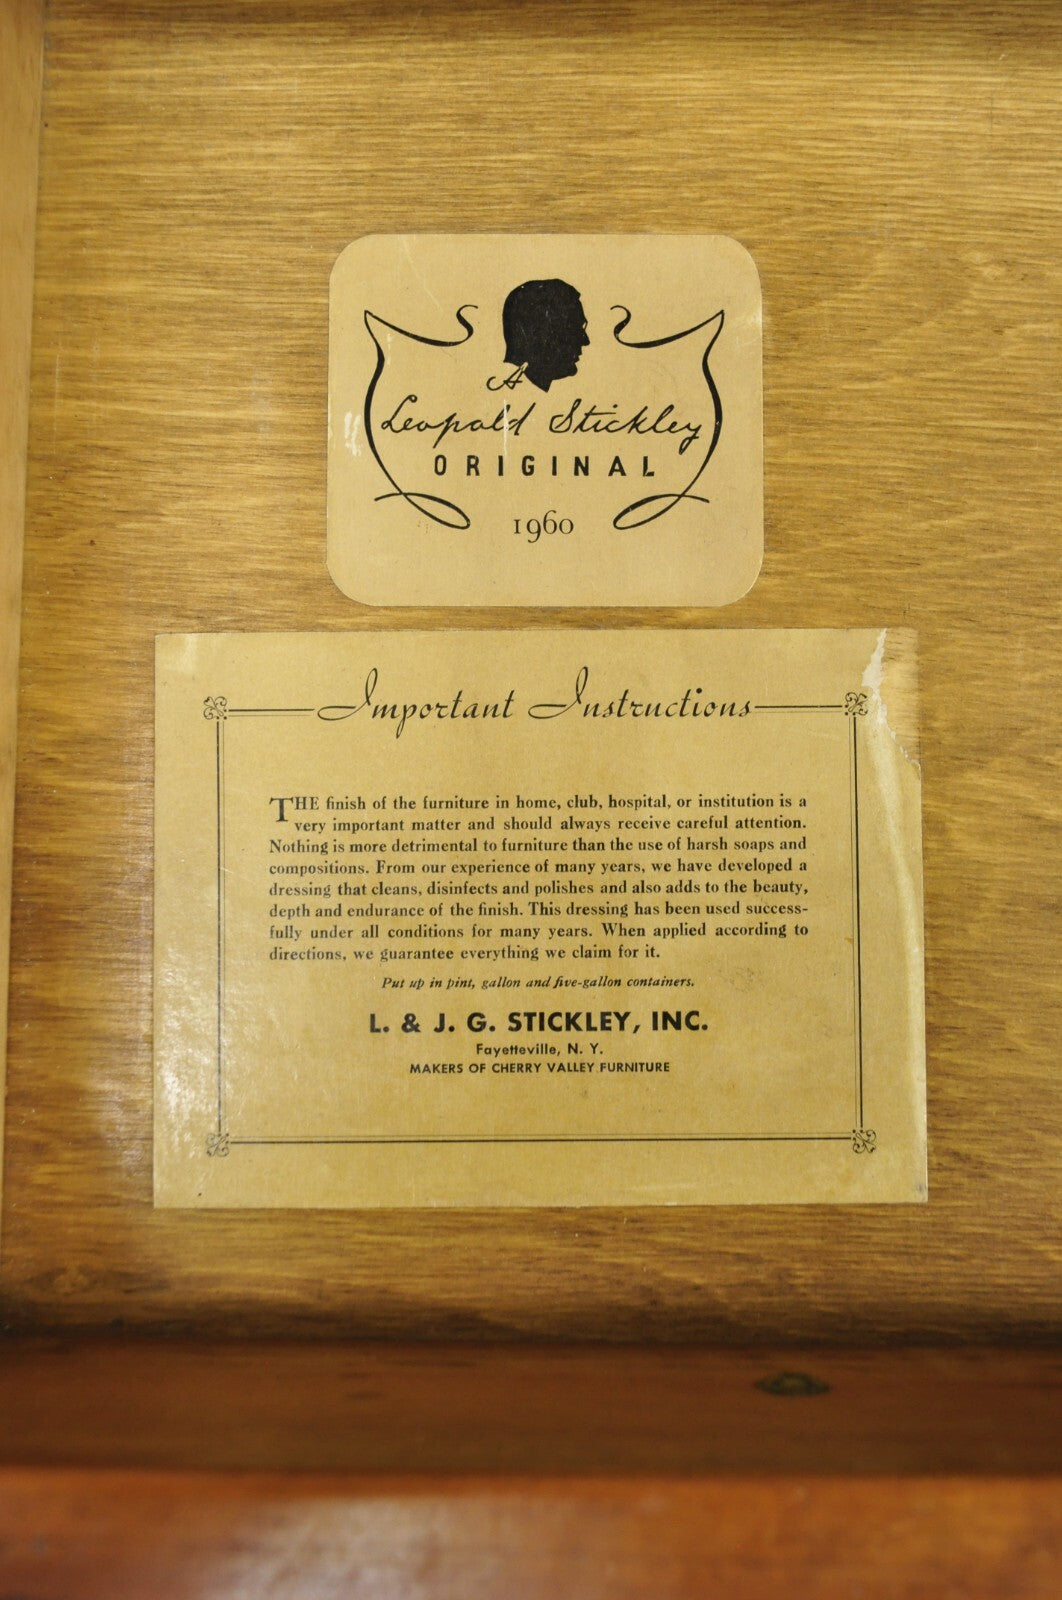 A
Leopold Stickley
ORIGINAL
1960
Important Instructions
THE finish of the furniture in home, club, hospital, or institution is a
very important matter and should always receive careful attention.
Nothing is more detrimental to furniture than the use of harsh soaps and
compositions. From our experience of many years, we have developed a
dressing that cleans, disinfects and polishes and also adds to the beauty,
depth and endurance of the finish. This dressing has been used success-
fully under all conditions for many years. When applied according to
directions, we guarantee everything we claim for it.
Put up in pint, gallon and five-gallon containers.
L. & J. G. STICKLEY, INC.
Fayetteville, N. Y.
MAKERS OF CHERRY VALLEY FURNITURE